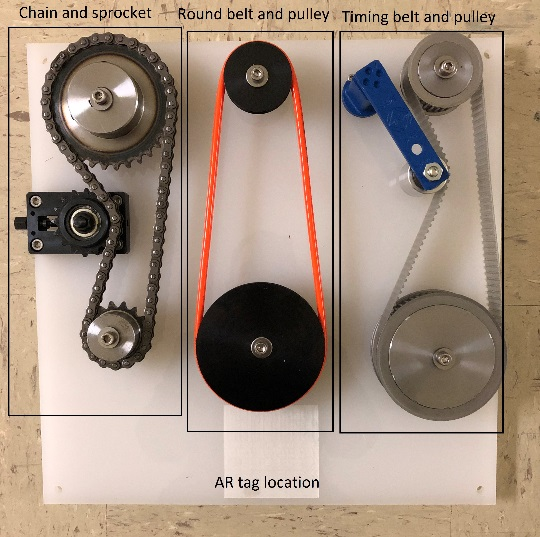 Chain and sprocket
Round belt and pulley
Timing belt and pulley
AR tag location